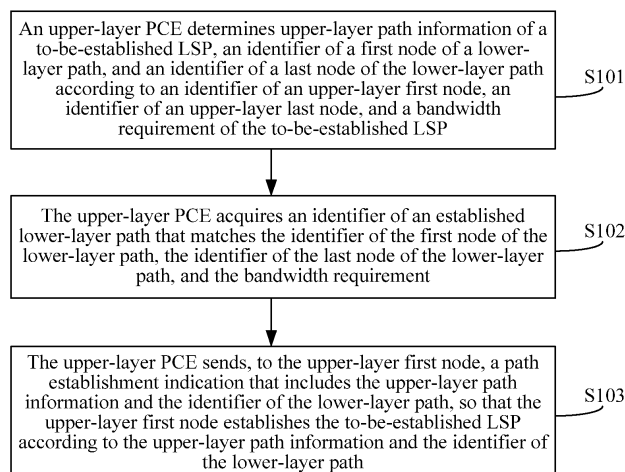 An upper-layer PCE determines upper-layer path information of a
to-be-established LSP, an identifier of a first node of a lower-
layer path, and an identifier of a last node of the lower-layer path
according to an identifier of an upper-layer first node, an
identifier of an upper-layer last node, and a bandwidth
requirement of the to-be-established LSP
S101
The upper-layer PCE acquires an identifier of an established
lower-layer path that matches the identifier of the first node of the
lower-layer path, the identifier of the last node of the lower-layer
path, and the bandwidth requirement
S102
The upper-layer PCE sends, to the upper-layer first node, a path
establishment indication that includes the upper-layer path
information and the identifier of the lower-layer path, so that the
upper-layer first node establishes the to-be-established LSP
according to the upper-layer path information and the identifier of
the lower-layer path
S103